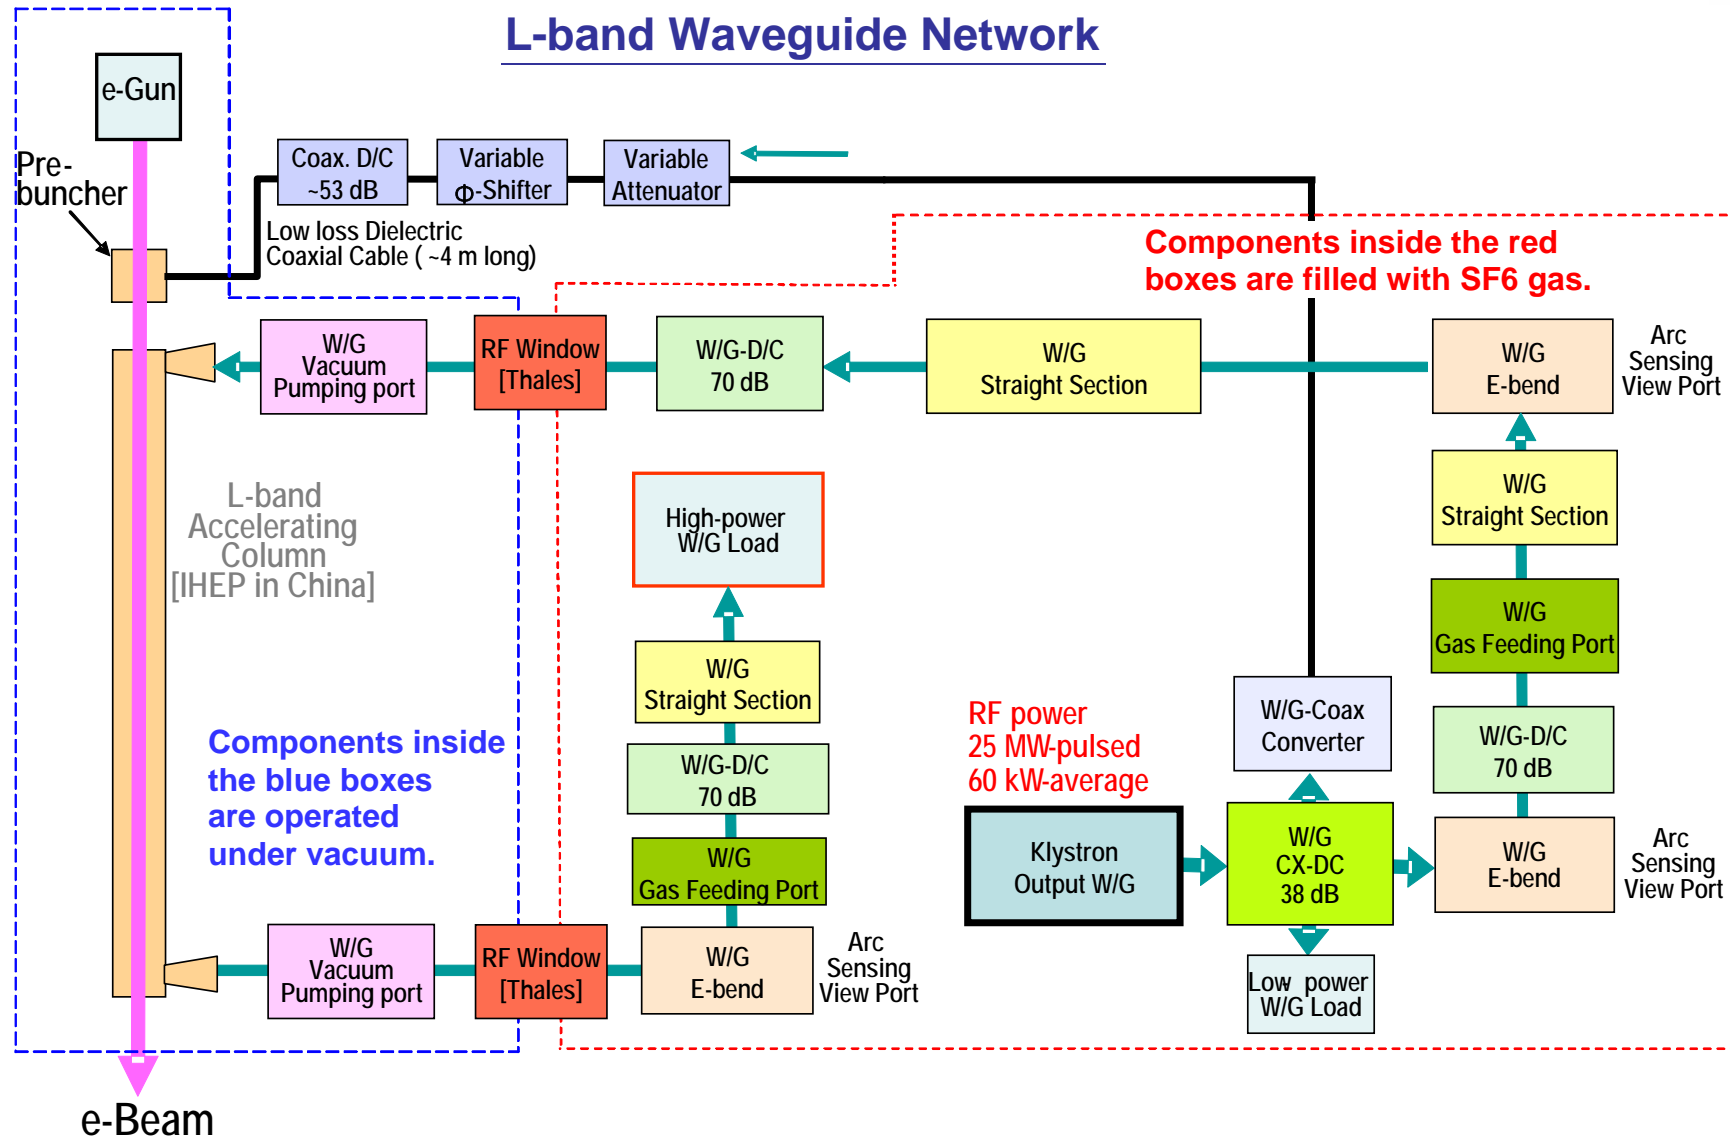 L-band Waveguide Network
e-Gun
Pre-
buncher
Coax. D/C
~53 dB
Variable
Φ-Shifter
Variable
Attenuator
Low loss Dielectric
Coaxial Cable ( ~4 m long)
Components inside the red
boxes are filled with SF6 gas.
W/G
Vacuum
Pumping port
RF Window
[Thales]
W/G-D/C
70 dB
W/G
Straight Section
W/G
E-bend
Arc
Sensing
View Port
L-band
Accelerating
Column
[IHEP in China]
High-power
W/G Load
W/G
Straight Section
W/G
Gas Feeding Port
W/G
Straight Section
W/G-Coax
Converter
W/G-D/C
70 dB
RF power
25 MW-pulsed
60 kW-average
Components inside
the blue boxes
are operated
under vacuum.
W/G-D/C
70 dB
Klystron
Output W/G
W/G
CX-DC
38 dB
W/G
E-bend
Arc
Sensing
View Port
W/G
Gas Feeding Port
W/G
Vacuum
Pumping port
RF Window
[Thales]
W/G
E-bend
Arc
Sensing
View Port
Low power
W/G Load
e-Beam